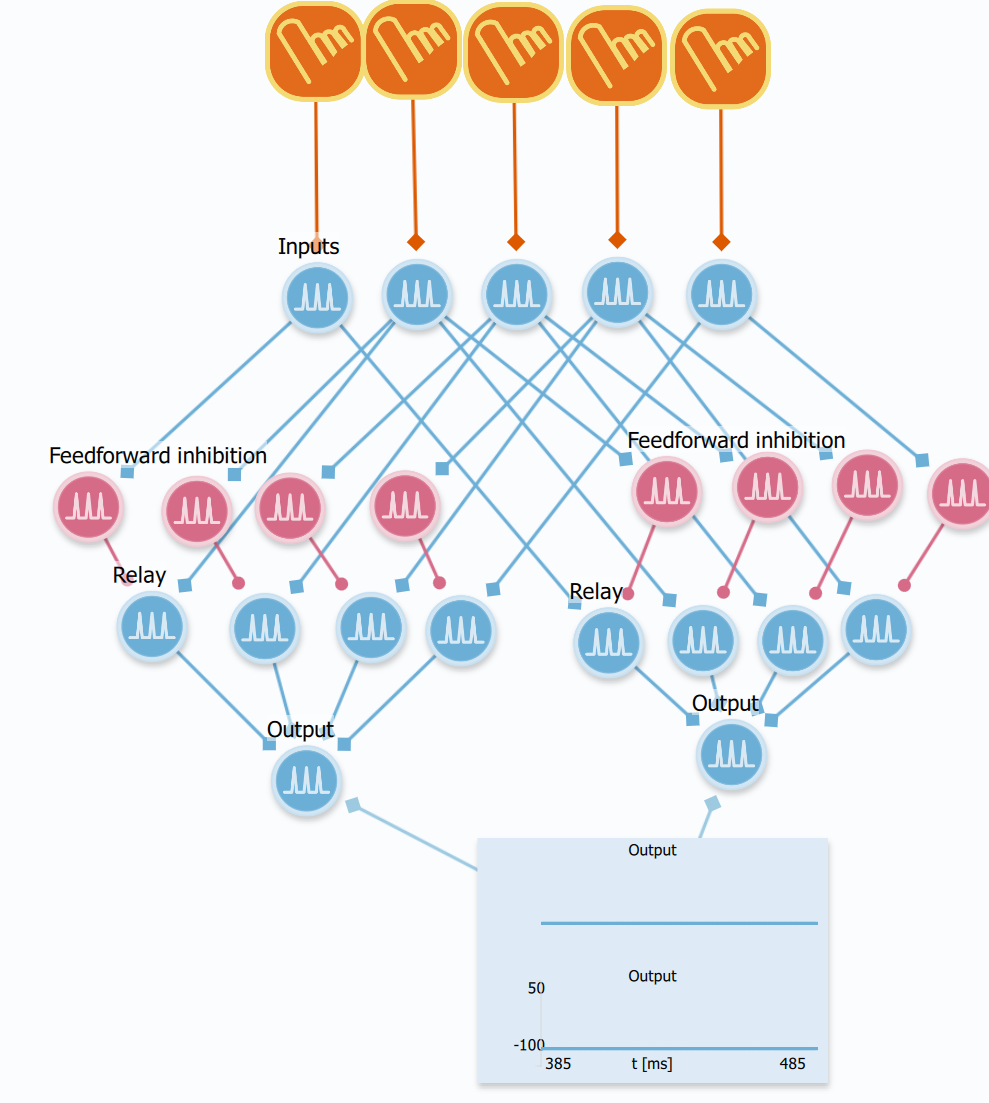 Inputs
Feedforward inhibition
Feedforward inhibition
Relay
Relay
Output
Output
Output
Output
50
-100
385 t [ms] 485